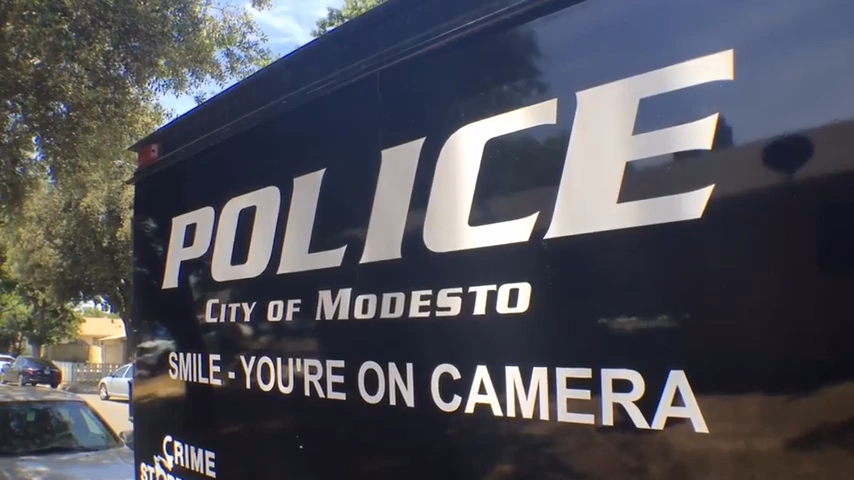 POLICE
CITY OF MODESTO
SMILE - YOU'RE ON CAMERA
CRIME